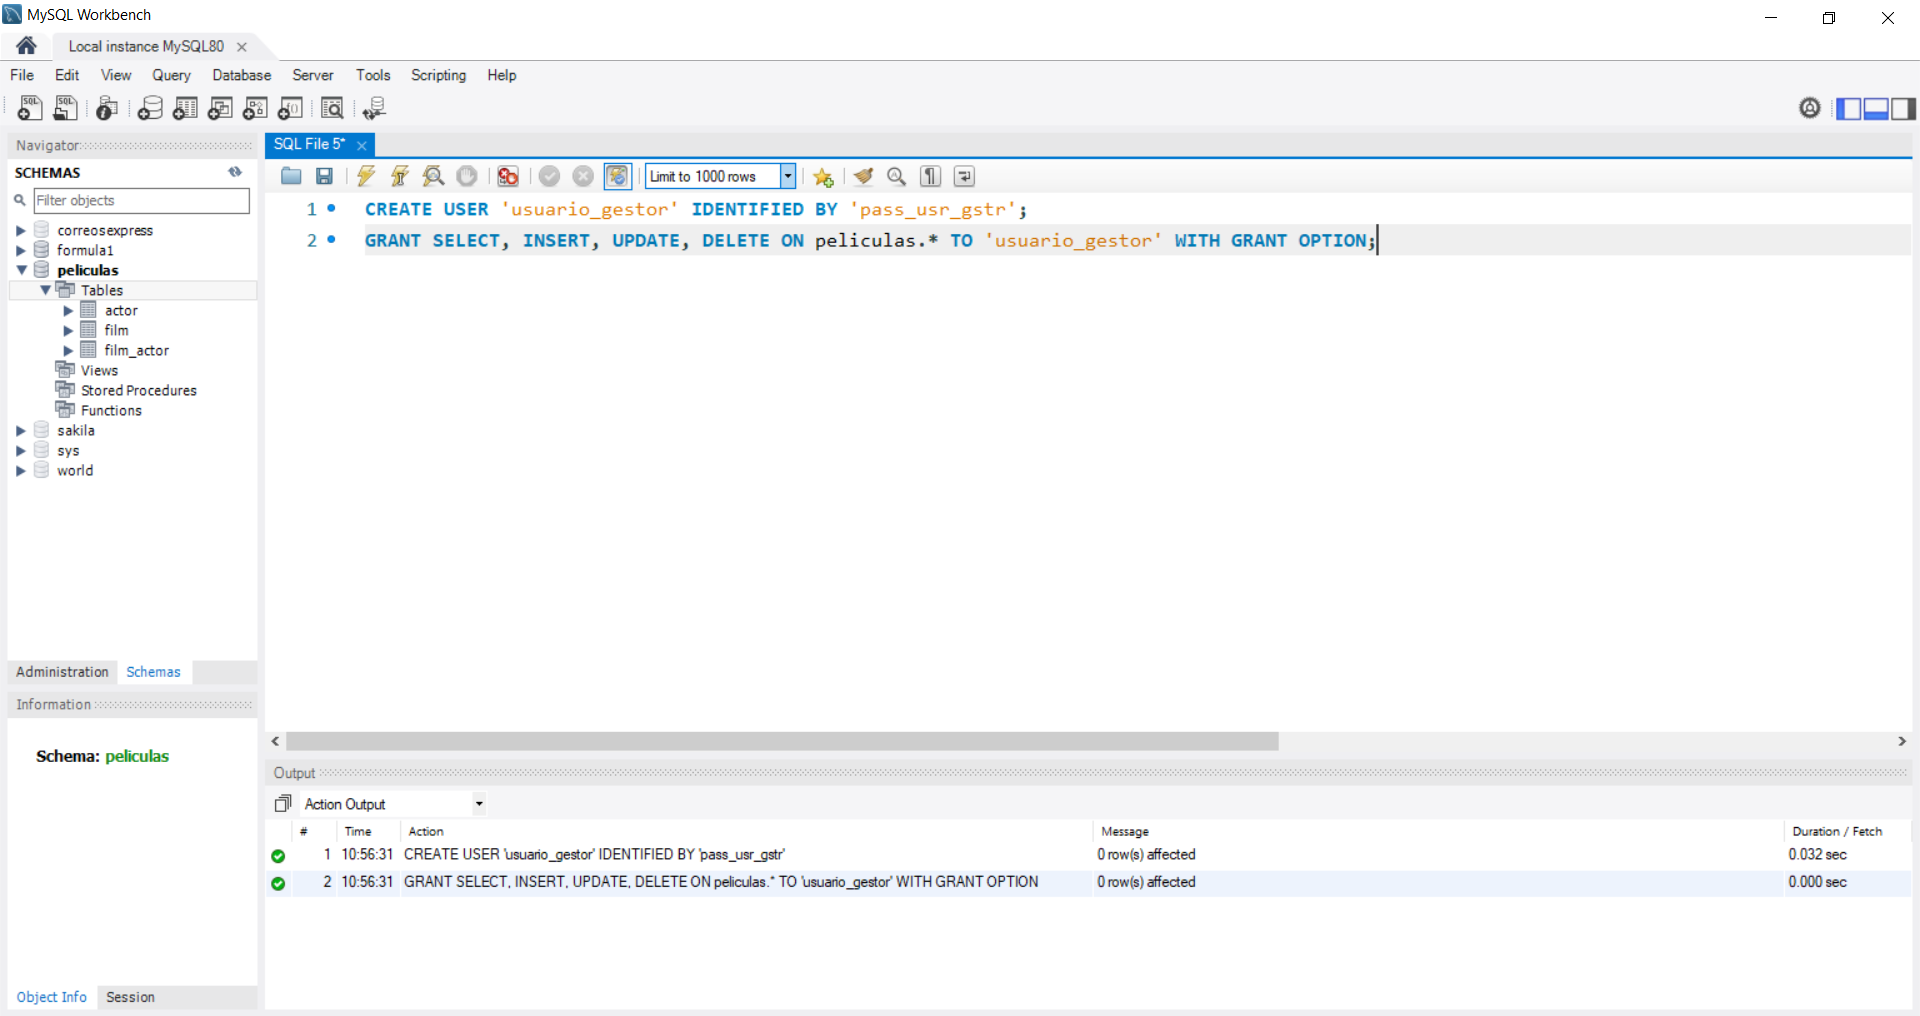 MySQL Workbench
Local instance MySQL80
File Edit View Query Database Server Tools Scripting Help
Navigator
SCHEMAS
Filter objects
correosexpress
formula1
peliculas
Tables
actor
film
film_actor
Views
Stored Procedures
Functions
sakila
sys
world
Administration Schemas
Information
Schema: peliculas
Object Info Session
SQL File 5*
Limit to 1000 rows
1 CREATE USER 'usuario_gestor' IDENTIFIED BY 'pass_usr_gstr';
2 GRANT SELECT, INSERT, UPDATE, DELETE ON peliculas.* TO 'usuario_gestor' WITH GRANT OPTION;
Output
Action Output
# Time Action Message Duration / Fetch
1 10:56:31 CREATE USER 'usuario_gestor' IDENTIFIED BY 'pass_usr_gstr' 0 row(s) affected 0.032 sec
2 10:56:31 GRANT SELECT, INSERT, UPDATE, DELETE ON peliculas.* TO 'usuario_gestor' WITH GRANT OPTION 0 row(s) affected 0.000 sec